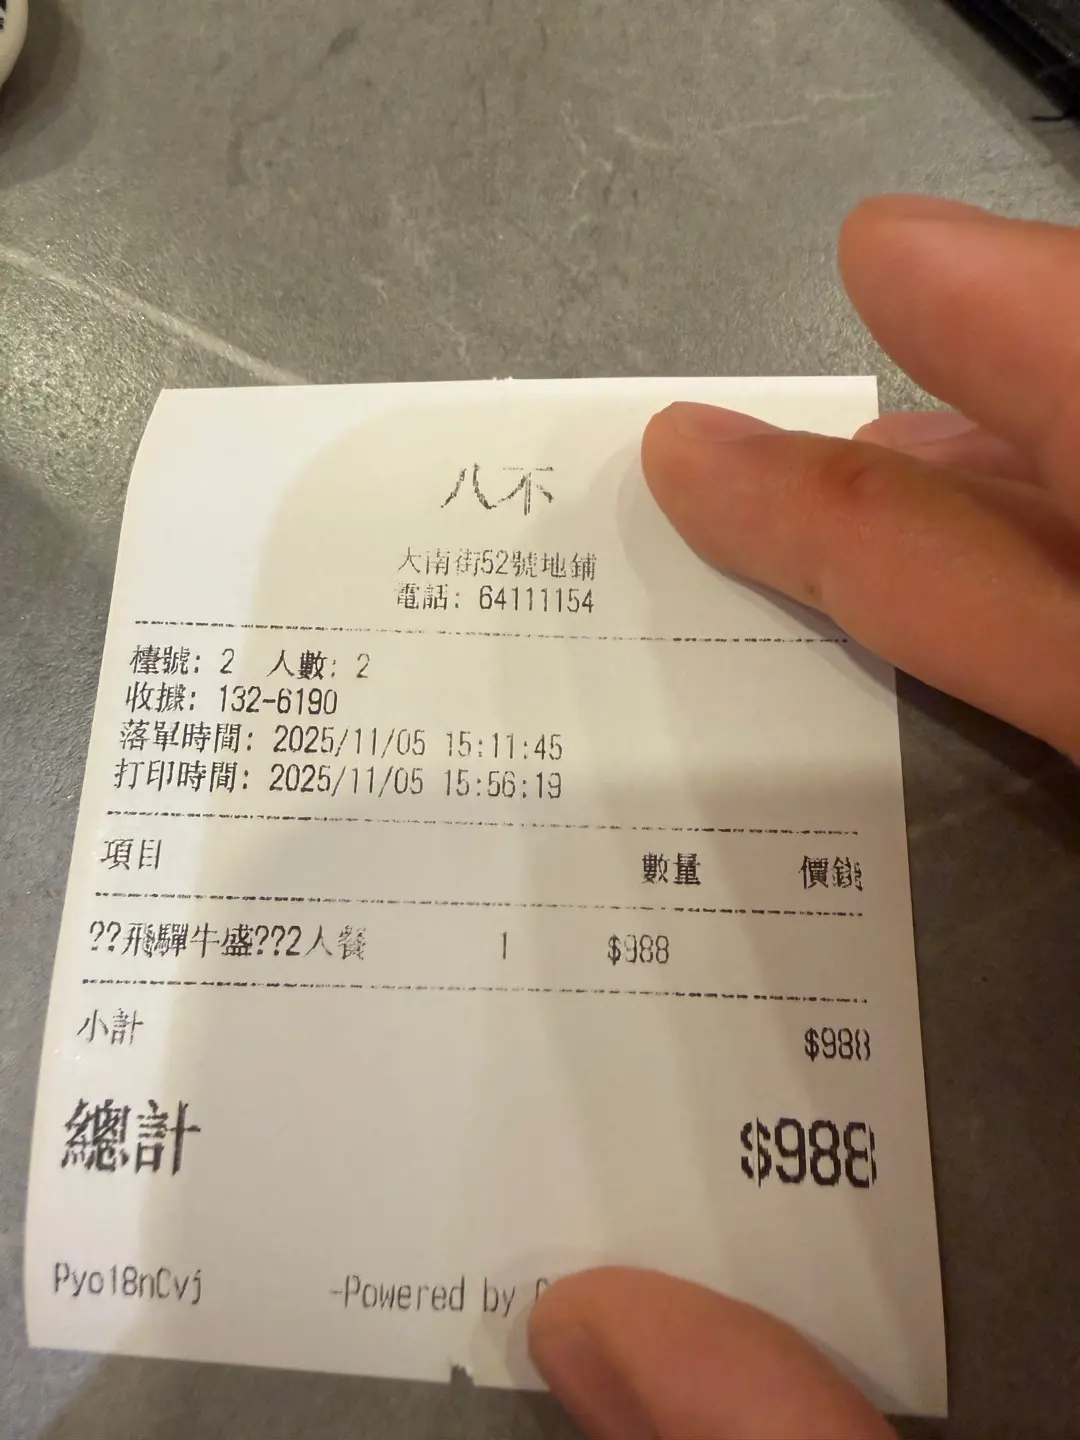 八不
大南街52號地鋪
電話: 64111154
檯號: 2 人數: 2
收據: 132-6190
落單時間: 2025/11/05 15:11:45
打印時間: 2025/11/05 15:56:19
項目 數量 價錢
??飛驒牛盛??2人餐 1 $988
小計 $988
總計 $988
Pyo18nCvj -Powered by